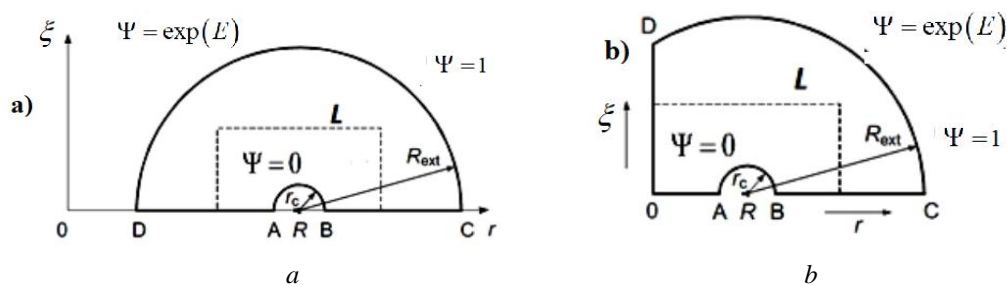 a)
ξ
Ψ = exp(E)
Ψ = 1
L
Ψ = 0
R_ext
r_c
0 D A R B C r
a
b)
D
Ψ = exp(E)
L
ξ
Ψ = 0
R_ext
Ψ = 1
r_c
0 A R B C
r
b